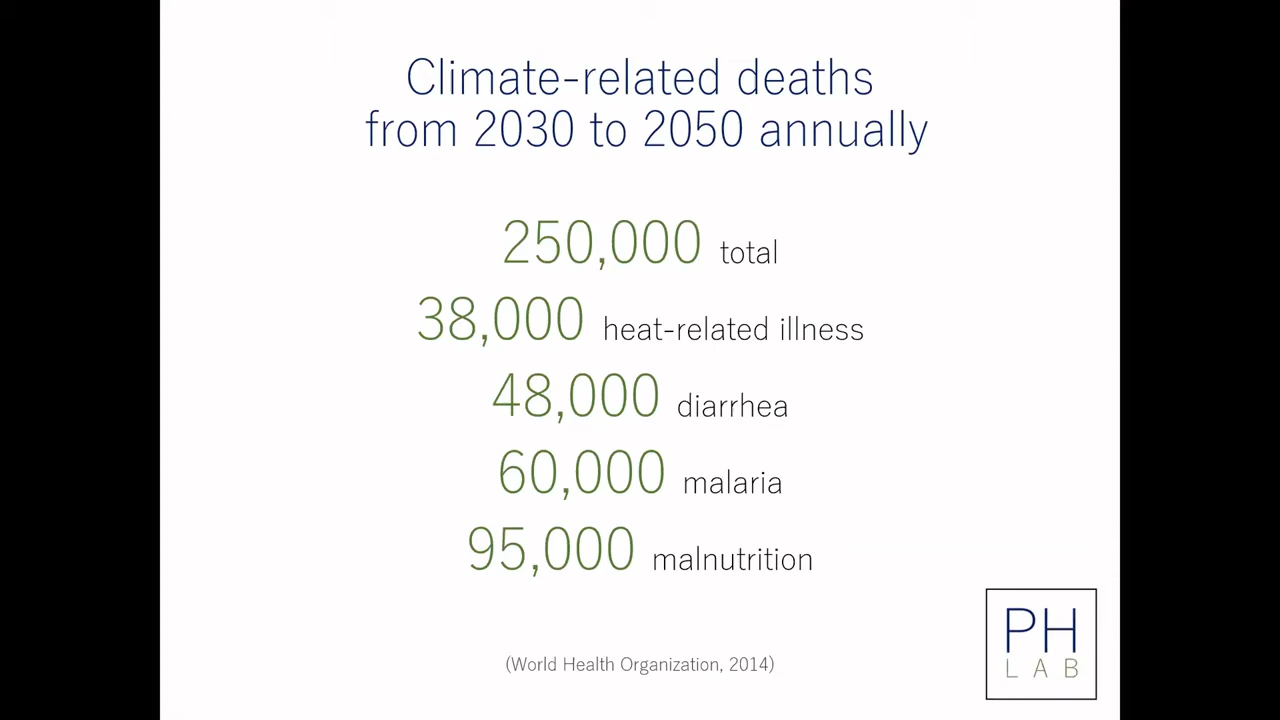 Climate-related deaths
from 2030 to 2050 annually
250,000 total
38,000 heat-related illness
48,000 diarrhea
60,000 malaria
95,000 malnutrition
(World Health Organization, 2014)
PH
LAB